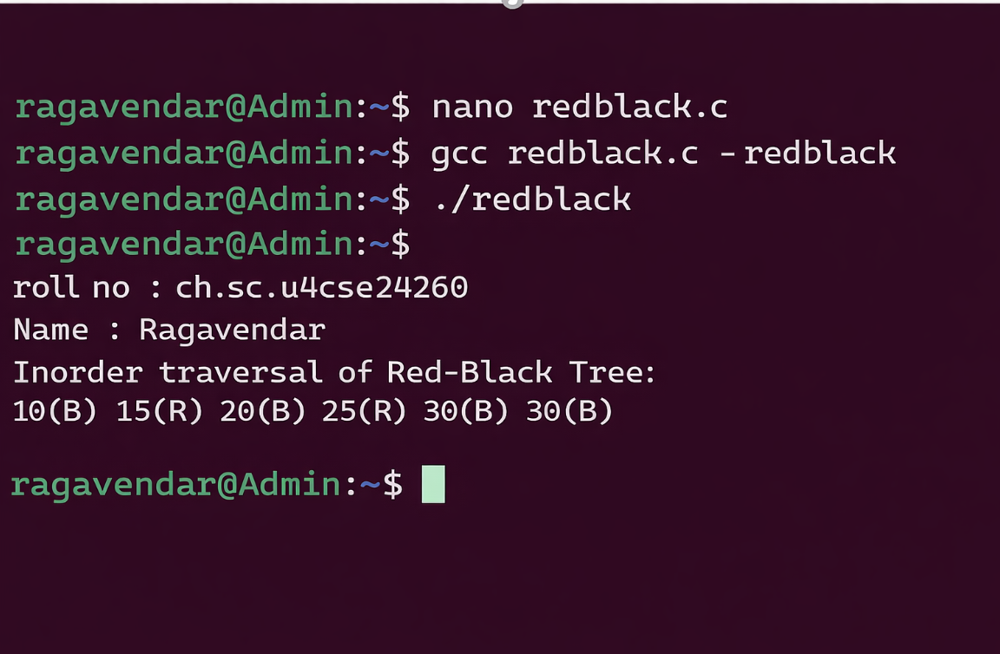 ragavendar@Admin:~$ nano redblack.c
ragavendar@Admin:~$ gcc redblack.c -redblack
ragavendar@Admin:~$ ./redblack
ragavendar@Admin:~$
roll no : ch.sc.u4cse24260
Name : Ragavendar
Inorder traversal of Red-Black Tree:
10(B) 15(R) 20(B) 25(R) 30(B) 30(B)
ragavendar@Admin:~$